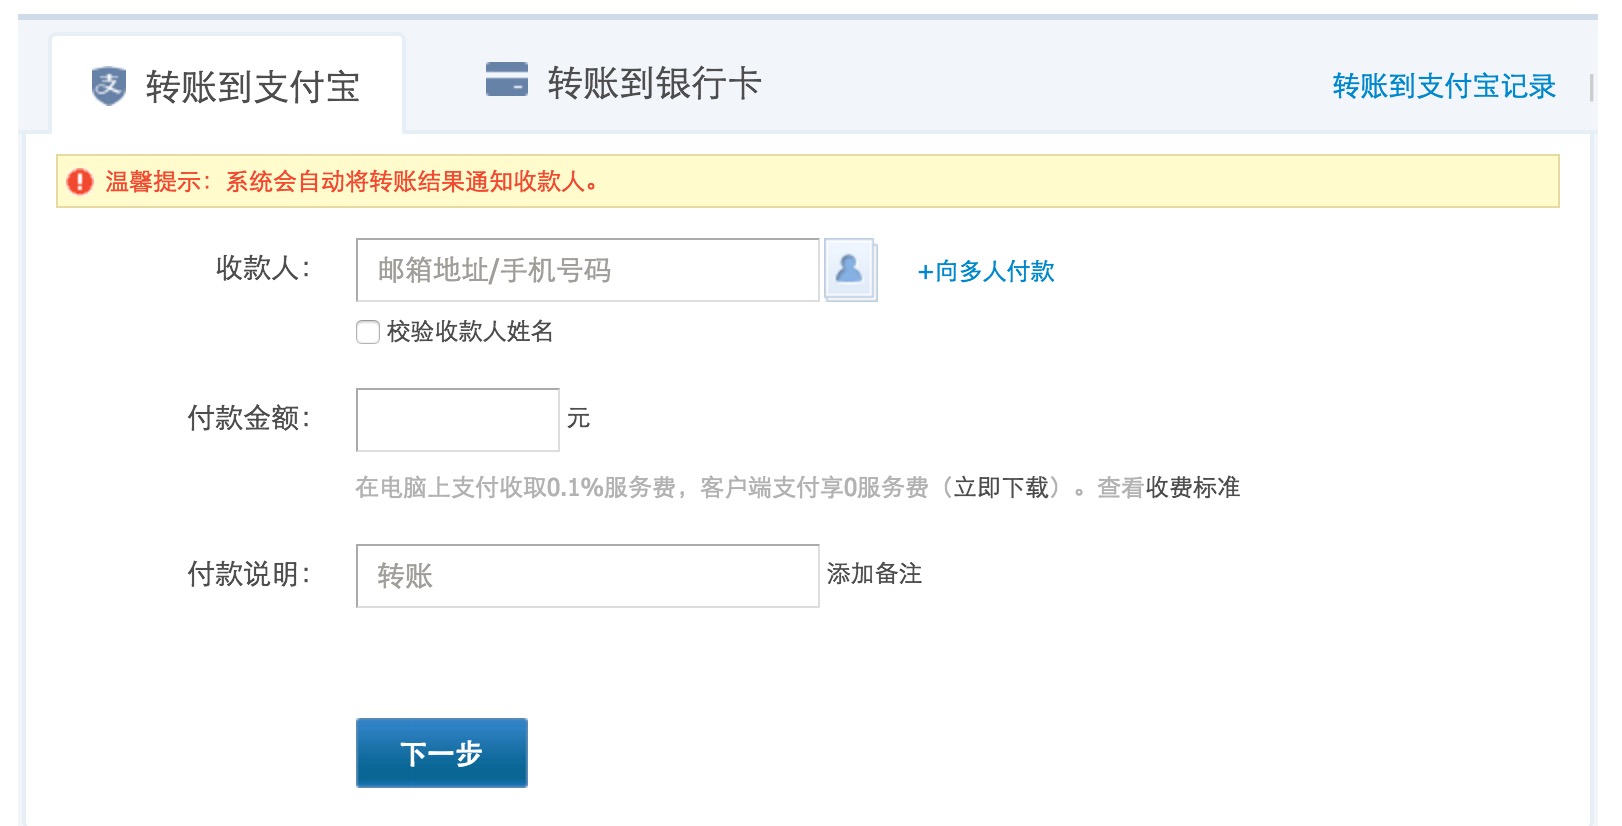 支 转账到支付宝 转账到银行卡 转账到支付宝记录
温馨提示：系统会自动将转账结果通知收款人。
收款人： 邮箱地址/手机号码 +向多人付款
校验收款人姓名
付款金额： 元
在电脑上支付收取0.1%服务费，客户端支付享0服务费（立即下载）。查看收费标准
付款说明： 转账 添加备注
下一步